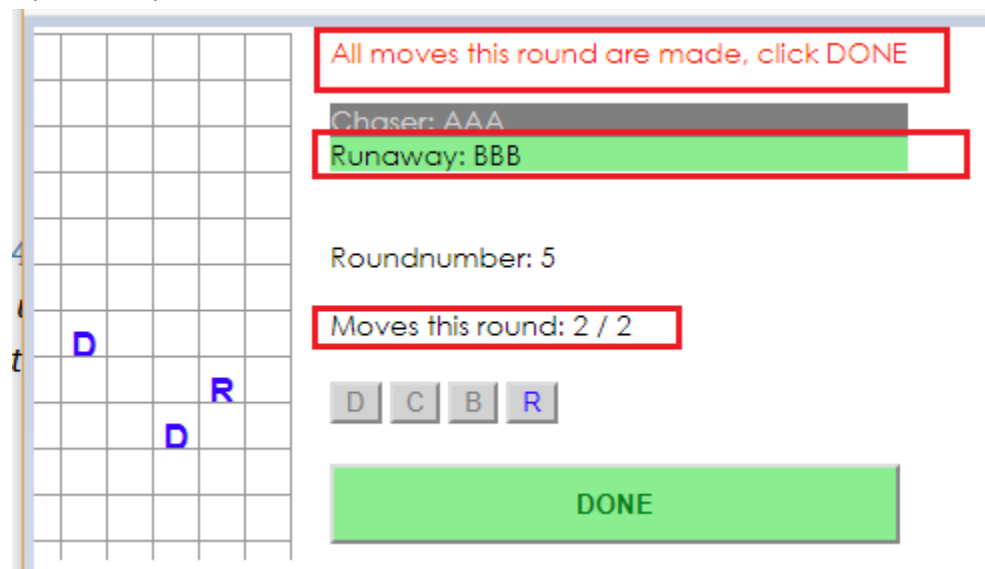 All moves this round are made, click DONE
Chaser: AAA
Runaway: BBB
4
Roundnumber: 5
Moves this round: 2 / 2
D
t
R
D C B R
D
DONE